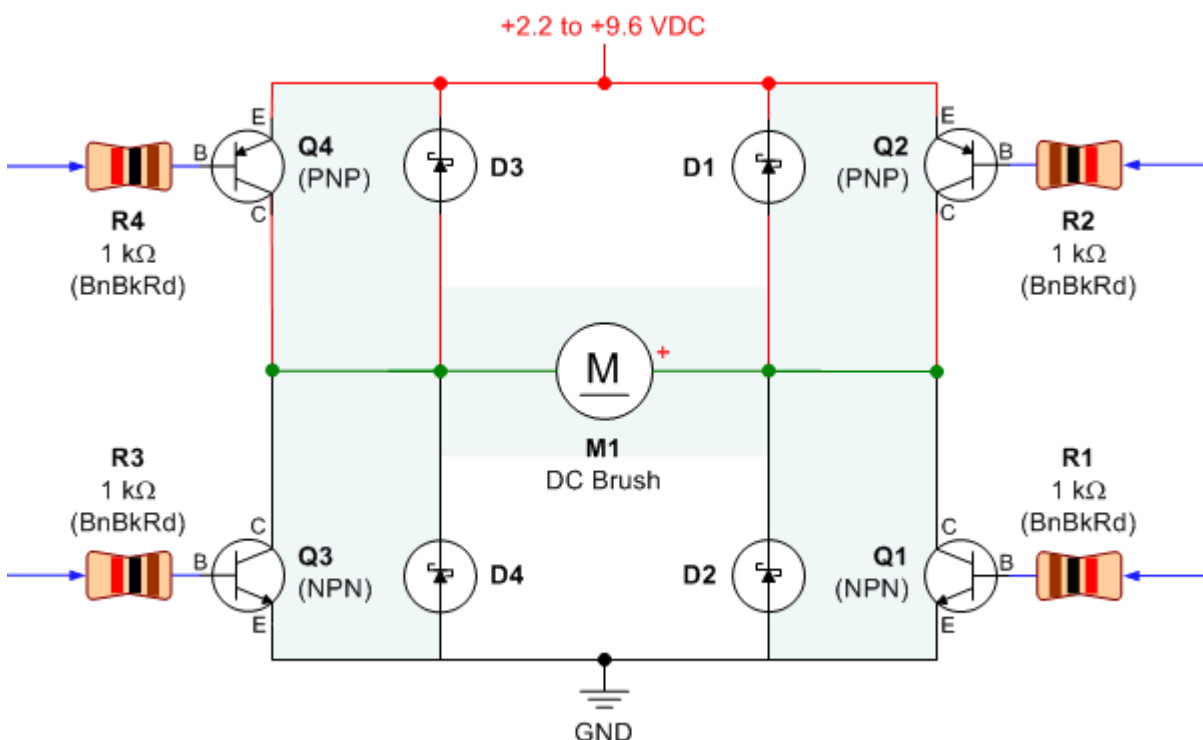 +2.2 to +9.6 VDC
E
B
C
Q4
(PNP)
D3
D1
Q2
(PNP)
E
B
C
R4
1 kΩ
(BnBkRd)
R2
1 kΩ
(BnBkRd)
M
+
M1
DC Brush
R3
1 kΩ
(BnBkRd)
R1
1 kΩ
(BnBkRd)
C
B
E
Q3
(NPN)
D4
D2
Q1
(NPN)
C
B
E
GND